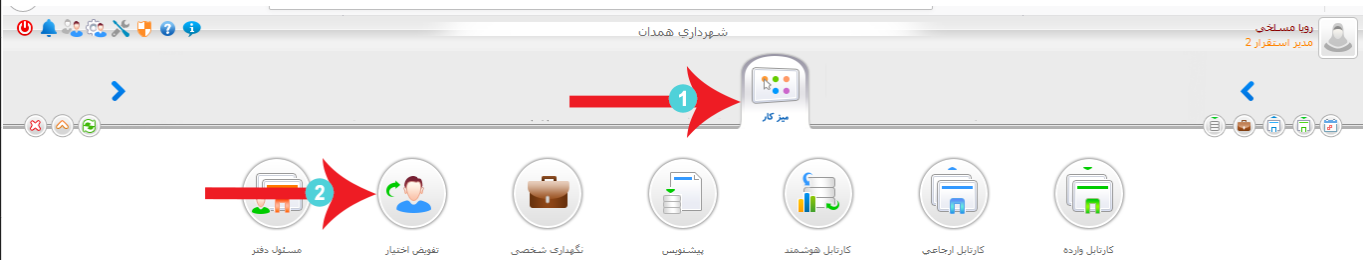 شهرداري همدان
رویا مسلخی
مدیر استقرار 2
1
میز کار
2
کارتابل وارده
کارتابل ارجاعی
کارتابل هوشمند
پیشنویس
نگهداری شخصی
تفویض اختیار
مسئول دفتر